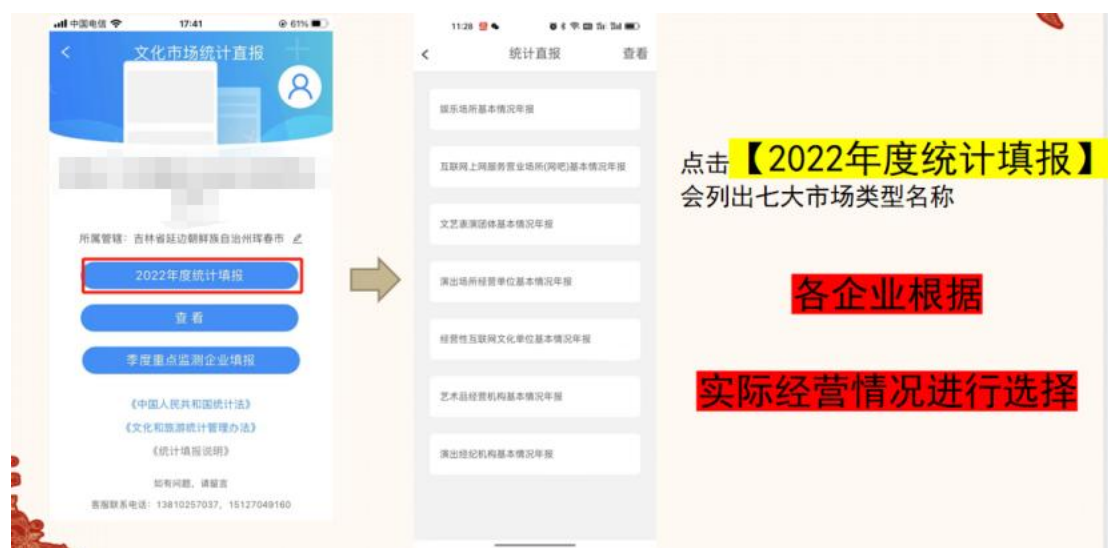 中国电信 17:41 61%
文化市场统计直报
所属管辖：吉林省延边朝鲜族自治州珲春市
2022年度统计填报
查看
季度重点监测企业填报
《中国人民共和国统计法》
《文化和旅游统计管理办法》
《统计填报说明》
如有问题，请留言
客服联系电话：13810257037，15127049160
11:28
统计直报 查看
娱乐场所基本情况年报
互联网上网服务营业场所(网吧)基本情况年报
文艺表演团体基本情况年报
演出场所经营单位基本情况年报
经营性互联网文化单位基本情况年报
艺术品经营机构基本情况年报
演出经纪机构基本情况年报
点击【2022年度统计填报】
会列出七大市场类型名称
各企业根据
实际经营情况进行选择